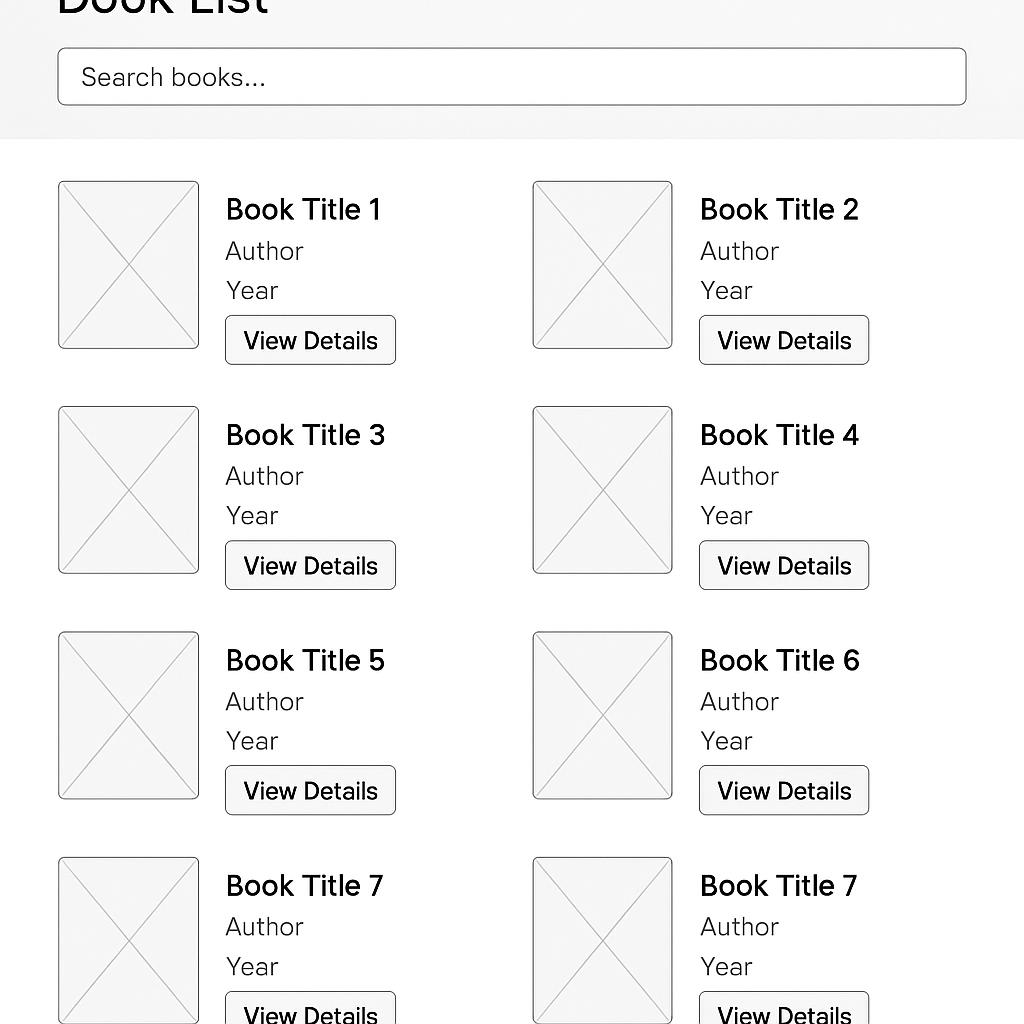 Book List
Search books...
Book Title 1
Author
Year
View Details
Book Title 2
Author
Year
View Details
Book Title 3
Author
Year
View Details
Book Title 4
Author
Year
View Details
Book Title 5
Author
Year
View Details
Book Title 6
Author
Year
View Details
Book Title 7
Author
Year
View Details
Book Title 7
Author
Year
View Details